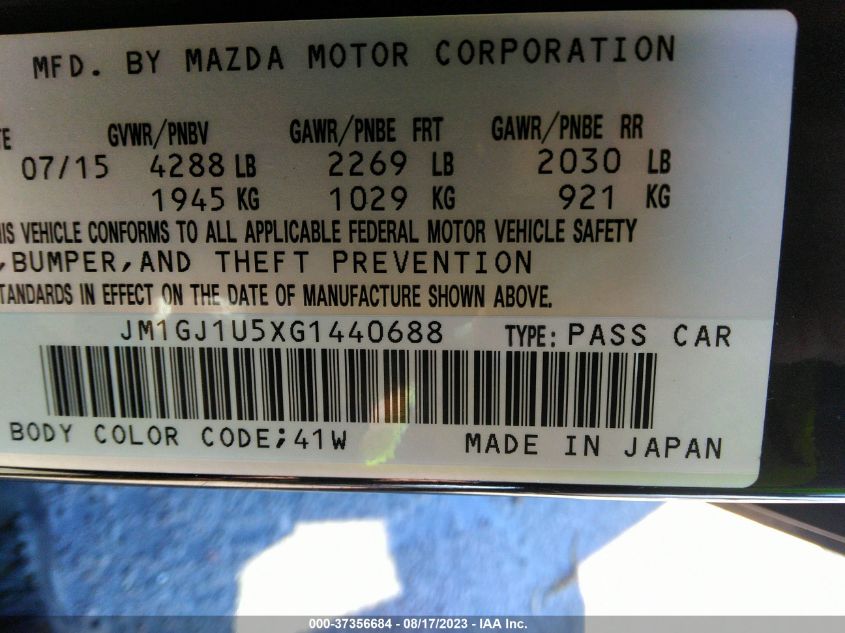 MFD. BY MAZDA MOTOR CORPORATION
GVWR/PNBV GAWR/PNBE FRT GAWR/PNBE RR
07/15 4288 LB 2269 LB 2030 LB
1945 KG 1029 KG 921 KG
VEHICLE CONFORMS TO ALL APPLICABLE FEDERAL MOTOR VEHICLE SAFETY
,BUMPER,AND THEFT PREVENTION
TANDARDS IN EFFECT ON THE DATE OF MANUFACTURE SHOWN ABOVE.
JM1GJ1U5XG1440688 TYPE: PASS CAR
BODY COLOR CODE;41W MADE IN JAPAN
000-37356684 - 08/17/2023 - IAA Inc.